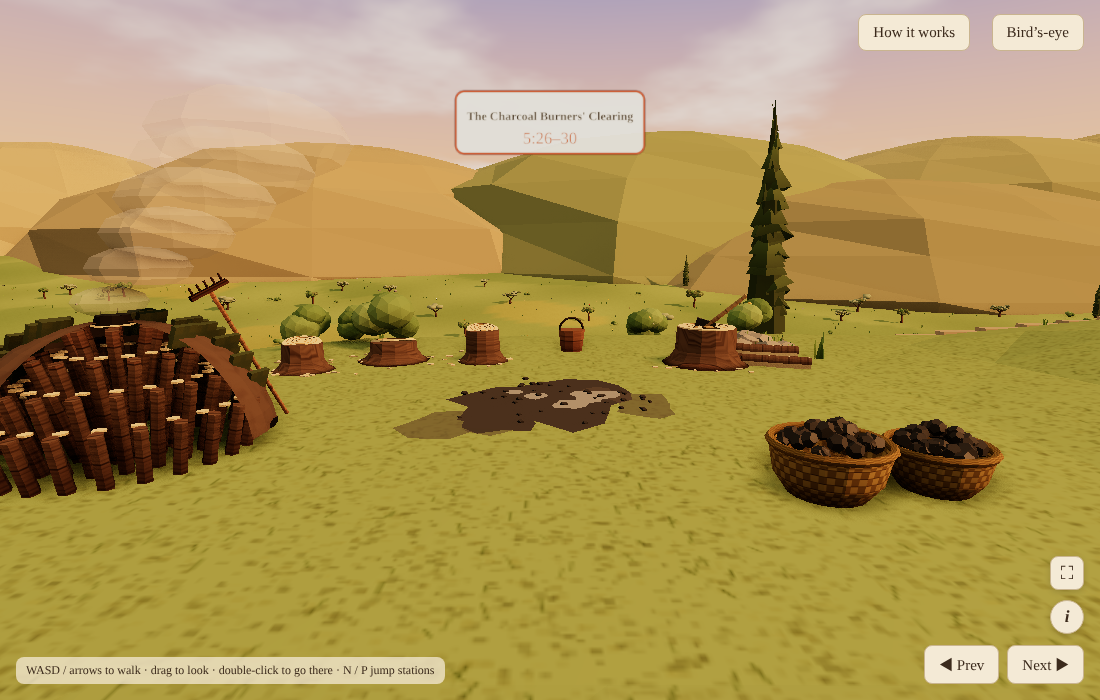 How it works
Bird's-eye
The Charcoal Burners' Clearing
5:26–30
i
WASD / arrows to walk · drag to look · double-click to go there · N / P jump stations
◀ Prev
Next ▶